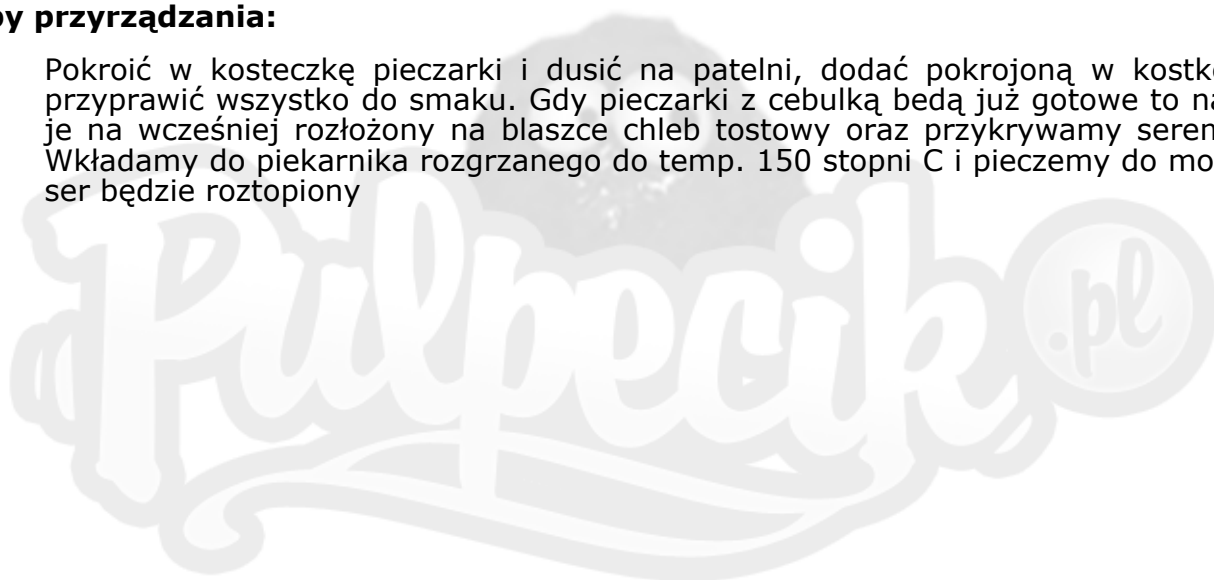 by przyrządzania:
Pokroić w kosteczkę pieczarki i dusić na patelni, dodać pokrojoną w kostk
przyprawić wszystko do smaku. Gdy pieczarki z cebulką bedą już gotowe to na
je na wcześniej rozłożony na blaszce chleb tostowy oraz przykrywamy serem
Wkładamy do piekarnika rozgrzanego do temp. 150 stopni C i pieczemy do mo
ser będzie roztopiony
Pulpecik.pl